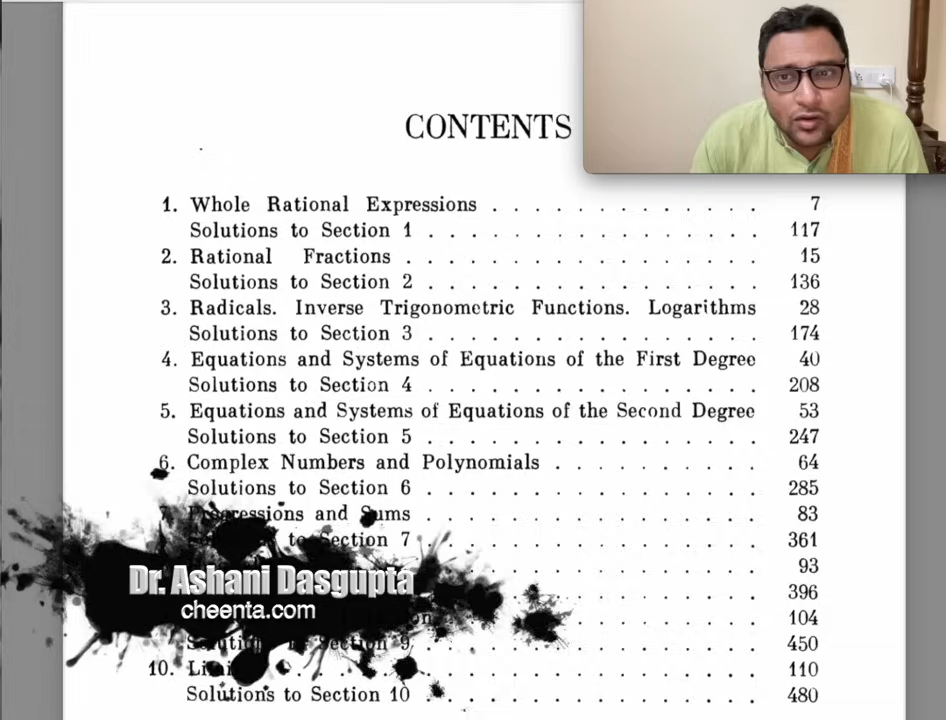 CONTENTS
1. Whole Rational Expressions . . . . . . . . . . . . 7
Solutions to Section 1 . . . . . . . . . . . . . . 117
2. Rational Fractions . . . . . . . . . . . . . . 15
Solutions to Section 2 . . . . . . . . . . . . . . 136
3. Radicals. Inverse Trigonometric Functions. Logarithms 28
Solutions to Section 3 . . . . . . . . . . . . . . 174
4. Equations and Systems of Equations of the First Degree 40
Solutions to Section 4 . . . . . . . . . . . . . . 208
5. Equations and Systems of Equations of the Second Degree 53
Solutions to Section 5 . . . . . . . . . . . . . . 247
6. Complex Numbers and Polynomials . . . . . . . . . 64
Solutions to Section 6 . . . . . . . . . . . . . . 285
7. Progressions and Sums . . . . . . . . . . . . . . 83
to Section 7 . . . . . . . . . . . . . . 361
93
Dr. Ashani Dasgupta
396
cheenta.com
104
Solutions to Section 9 . . . . . . . . . . . . . . 450
10. . . . . . . . . . . . . . . 110
Solutions to Section 10 . . . . . . . . . . . . . . 480